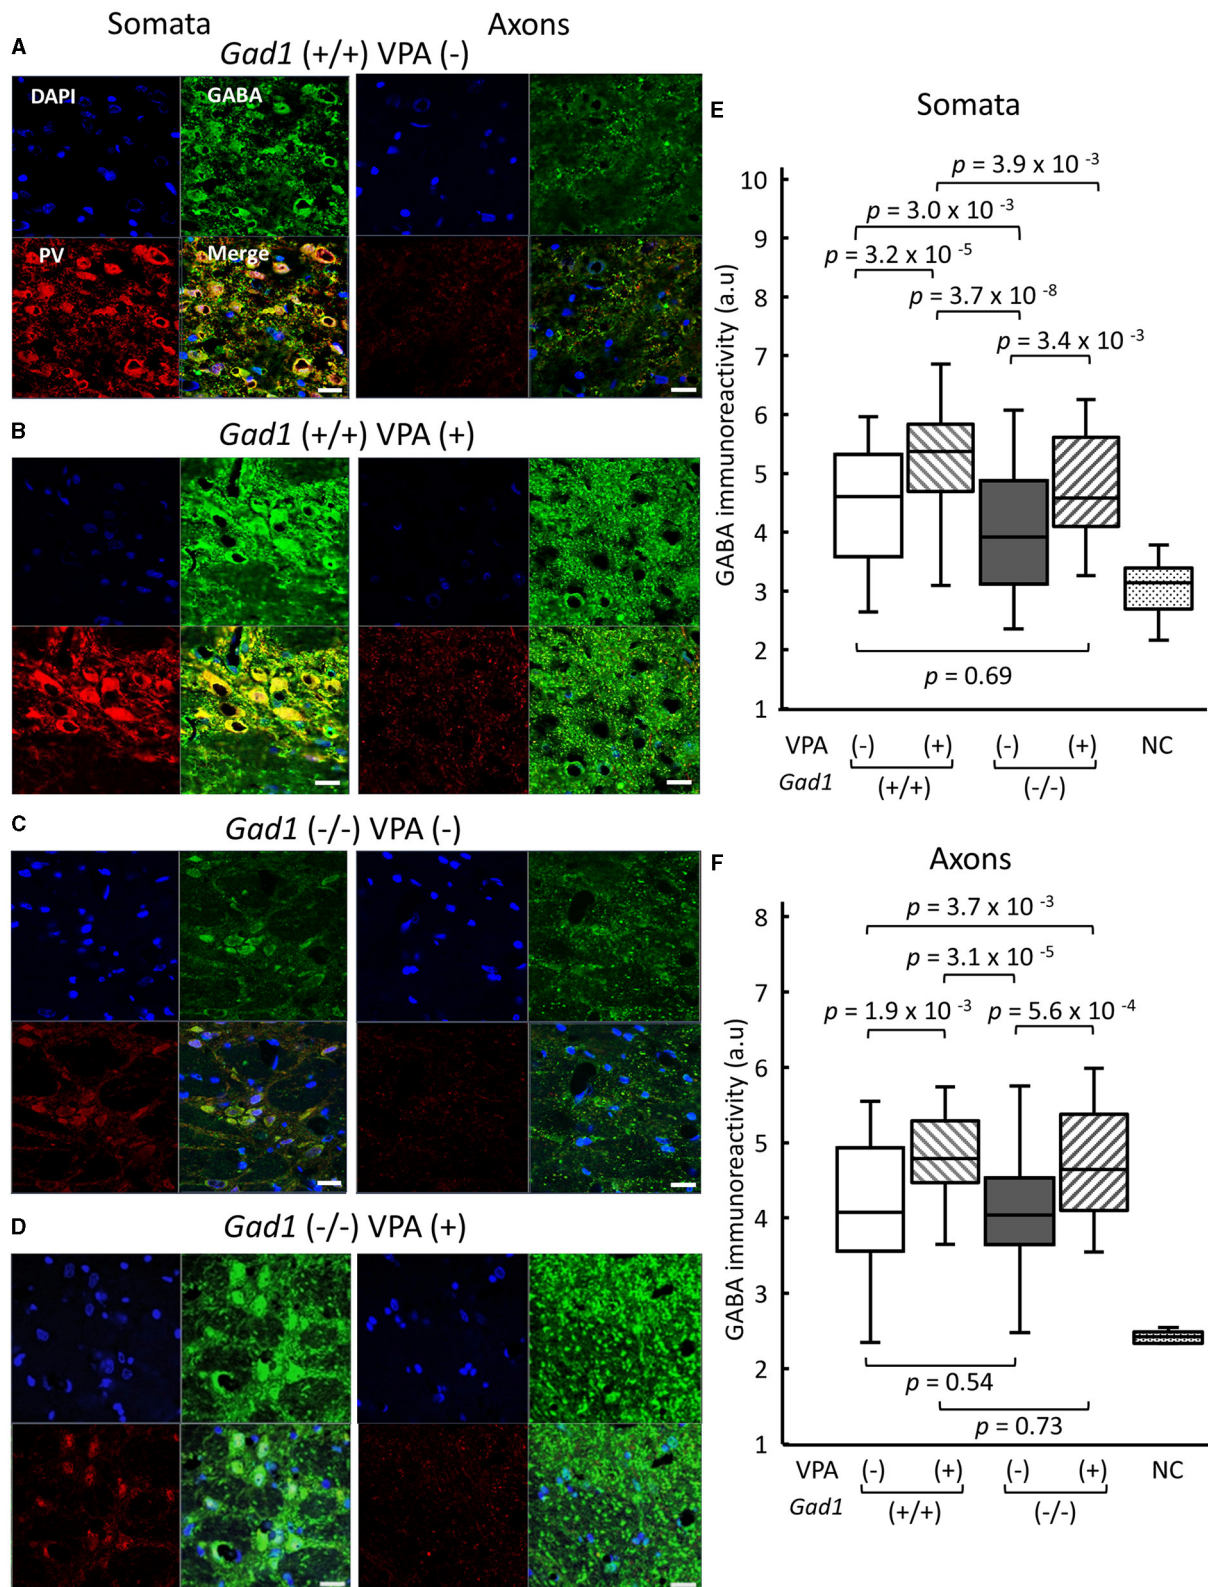 Somata
Axons
A
Gad1 (+/+) VPA (-)
DAPI
GABA
PV
Merge
B
Gad1 (+/+) VPA (+)
C
Gad1 (-/-) VPA (-)
D
Gad1 (-/-) VPA (+)
E
Somata
GABA immunoreactivity (a.u)
10
9
8
7
6
5
4
3
2
1
p = 3.9 x 10 -3
p = 3.0 x 10 -3
p = 3.2 x 10 -5
p = 3.7 x 10 -8
p = 3.4 x 10 -3
p = 0.69
VPA (-) (+) (-) (+) NC
Gad1 (+/+) (-/-)
F
Axons
GABA immunoreactivity (a.u)
8
7
6
5
4
3
2
1
p = 3.7 x 10 -3
p = 3.1 x 10 -5
p = 1.9 x 10 -3 p = 5.6 x 10 -4
p = 0.54
p = 0.73
VPA (-) (+) (-) (+) NC
Gad1 (+/+) (-/-)